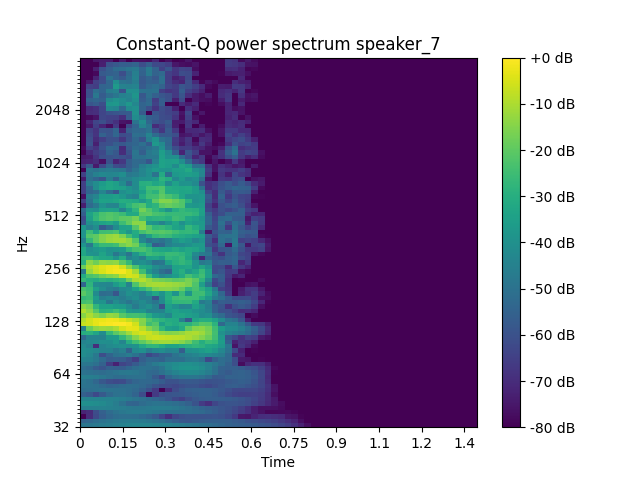 Constant-Q power spectrum speaker_7
Hz
2048
1024
512
256
128
64
32
0 0.15 0.3 0.45 0.6 0.75 0.9 1.1 1.2 1.4
Time
+0 dB
-10 dB
-20 dB
-30 dB
-40 dB
-50 dB
-60 dB
-70 dB
-80 dB